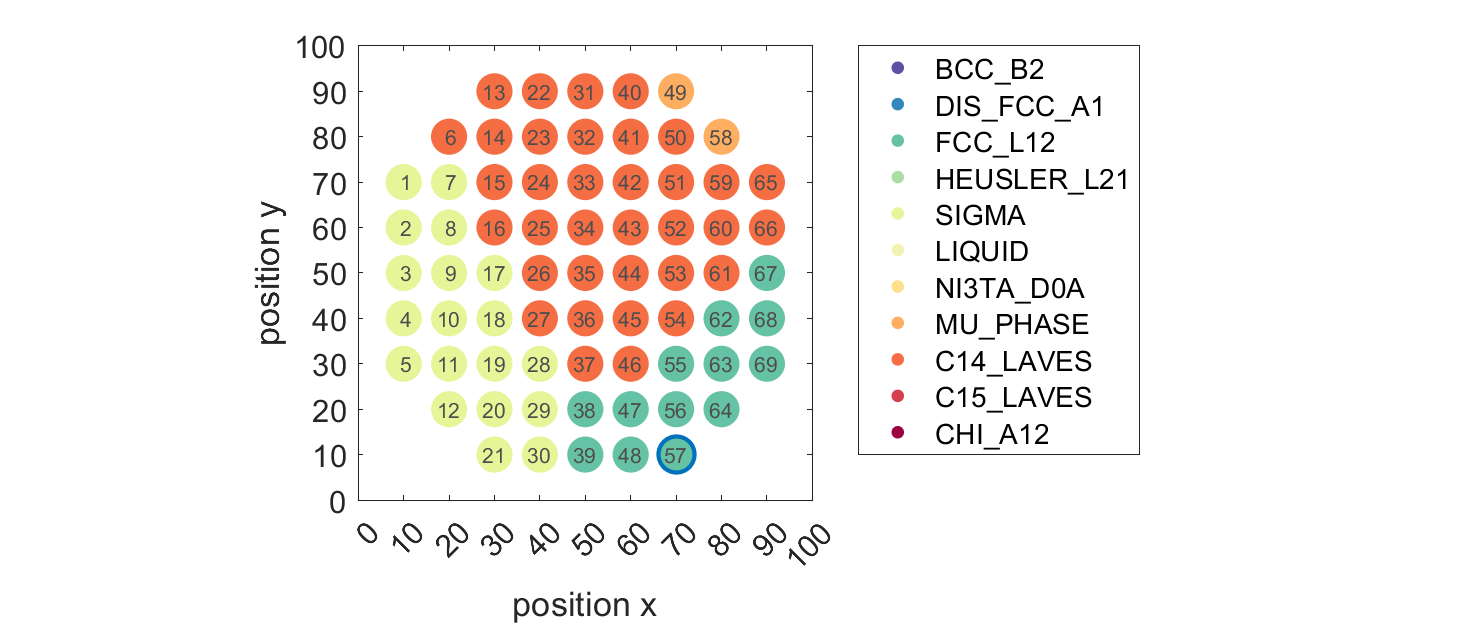 100
90
80
70
60
50
40
30
20
10
0
position y
13 22 31 40 49
6 14 23 32 41 50 58
1 7 15 24 33 42 51 59 65
2 8 16 25 34 43 52 60 66
3 9 17 26 35 44 53 61 67
4 10 18 27 36 45 54 62 68
5 11 19 28 37 46 55 63 69
12 20 29 38 47 56 64
21 30 39 48 57
0 10 20 30 40 50 60 70 80 90 100
position x
BCC_B2
DIS_FCC_A1
FCC_L12
HEUSLER_L21
SIGMA
LIQUID
NI3TA_D0A
MU_PHASE
C14_LAVES
C15_LAVES
CHI_A12